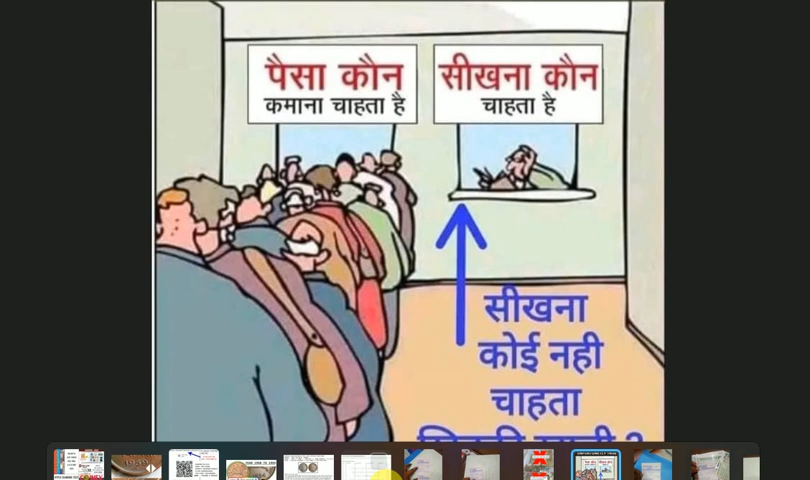 पैसा कौन
कमाना चाहता है
सीखना कौन
चाहता है
सीखना
कोई नही
चाहता